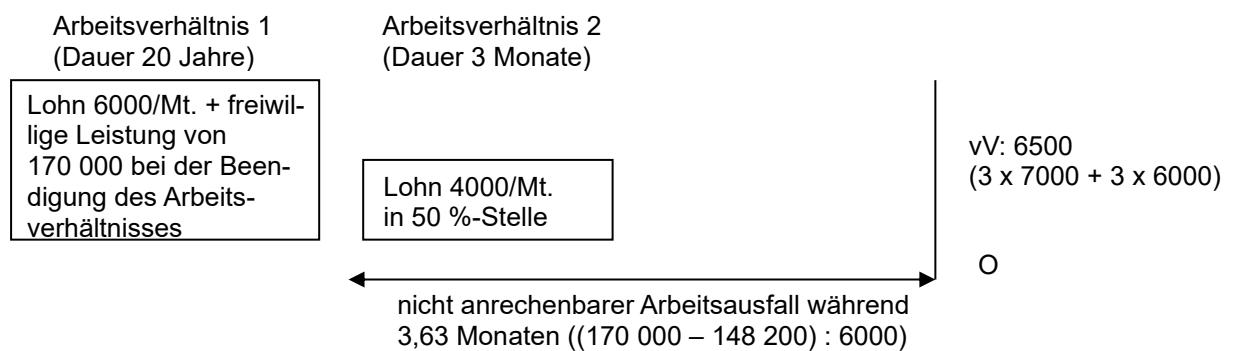 Arbeitsverhältnis 1
(Dauer 20 Jahre)
Arbeitsverhältnis 2
(Dauer 3 Monate)
Lohn 6000/Mt. + freiwil-
lige Leistung von
170 000 bei der Been-
digung des Arbeits-
verhältnisses
Lohn 4000/Mt.
in 50 %-Stelle
vV: 6500
(3 x 7000 + 3 x 6000)
O
nicht anrechenbarer Arbeitsausfall während
3,63 Monaten ((170 000 – 148 200) : 6000)